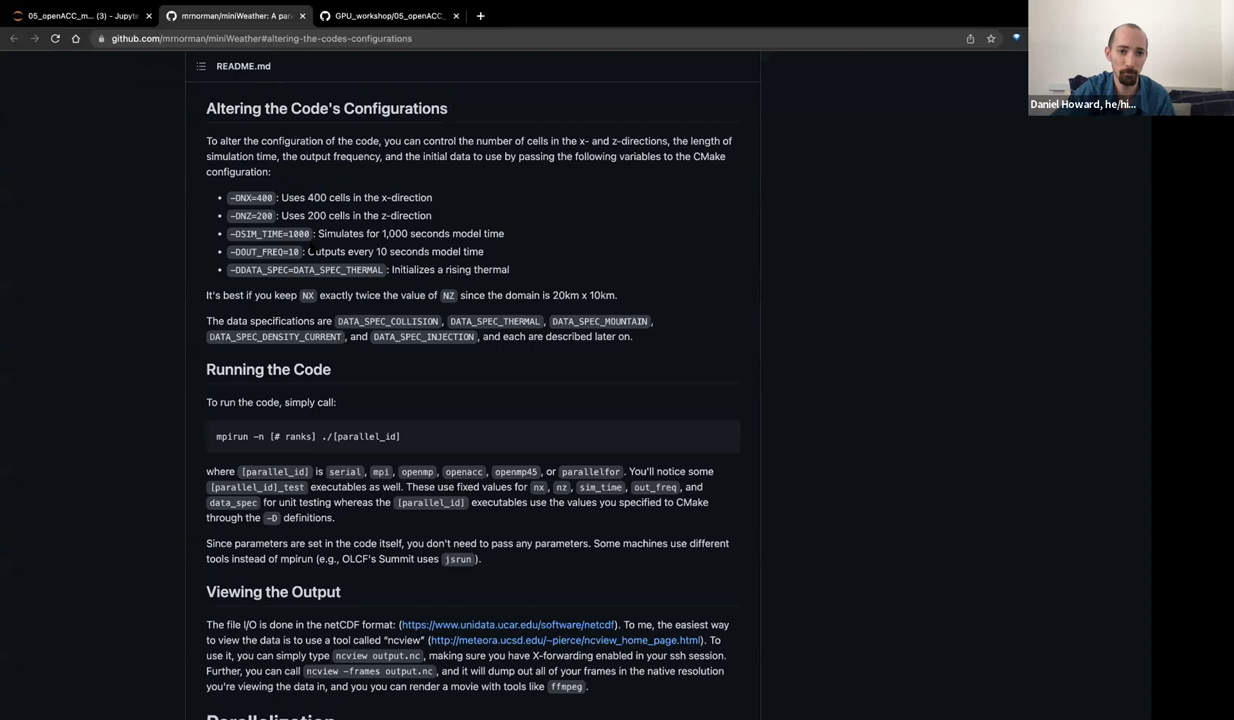 05_openACC_m... (3) - Jupyte
mrnorman/miniWeather: A par
GPU_workshop/05_openACC_
github.com/mrnorman/miniWeather#altering-the-codes-configurations
README.md
Daniel Howard, he/hi...
Altering the Code's Configurations
To alter the configuration of the code, you can control the number of cells in the x- and z-directions, the length of
simulation time, the output frequency, and the initial data to use by passing the following variables to the CMake
configuration:
• -DNX=400 : Uses 400 cells in the x-direction
• -DNZ=200 : Uses 200 cells in the z-direction
• -DSIM_TIME=1000 : Simulates for 1,000 seconds model time
• -DOUT_FREQ=10 : Outputs every 10 seconds model time
• -DDATA_SPEC=DATA_SPEC_THERMAL : Initializes a rising thermal
It's best if you keep NX exactly twice the value of NZ since the domain is 20km x 10km.
The data specifications are DATA_SPEC_COLLISION , DATA_SPEC_THERMAL , DATA_SPEC_MOUNTAIN ,
DATA_SPEC_DENSITY_CURRENT , and DATA_SPEC_INJECTION , and each are described later on.
Running the Code
To run the code, simply call:
mpirun -n [# ranks] ./[parallel_id]
where [parallel_id] is serial , mpi , openmp , openacc , openmp45 , or parallelfor . You'll notice some
[parallel_id]_test executables as well. These use fixed values for nx , nz , sim_time , out_freq , and
data_spec for unit testing whereas the [parallel_id] executables use the values you specified to CMake
through the -D definitions.
Since parameters are set in the code itself, you don't need to pass any parameters. Some machines use different
tools instead of mpirun (e.g., OLCF's Summit uses jsrun ).
Viewing the Output
The file I/O is done in the netCDF format: (https://www.unidata.ucar.edu/software/netcdf). To me, the easiest way
to view the data is to use a tool called "ncview" (http://meteora.ucsd.edu/~pierce/ncview_home_page.html). To
use it, you can simply type ncview output.nc , making sure you have X-forwarding enabled in your ssh session.
Further, you can call ncview -frames output.nc , and it will dump out all of your frames in the native resolution
you're viewing the data in, and you you can render a movie with tools like ffmpeg .
Parallelization